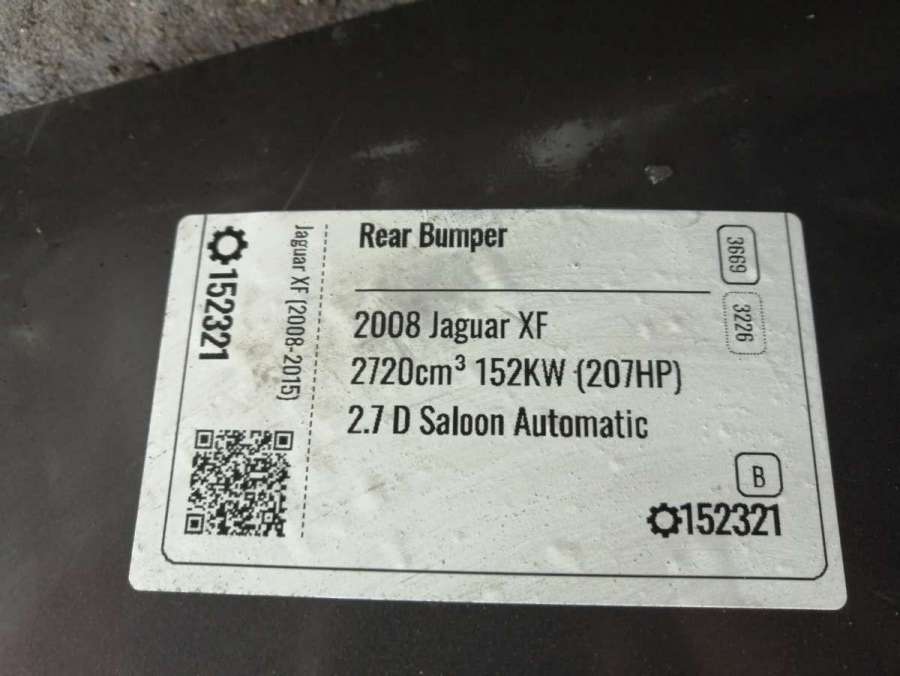 152321
Jaguar XF (2008-2015)
Rear Bumper
3669
3226
2008 Jaguar XF
2720cm³ 152KW (207HP)
2.7 D Saloon Automatic
B
152321